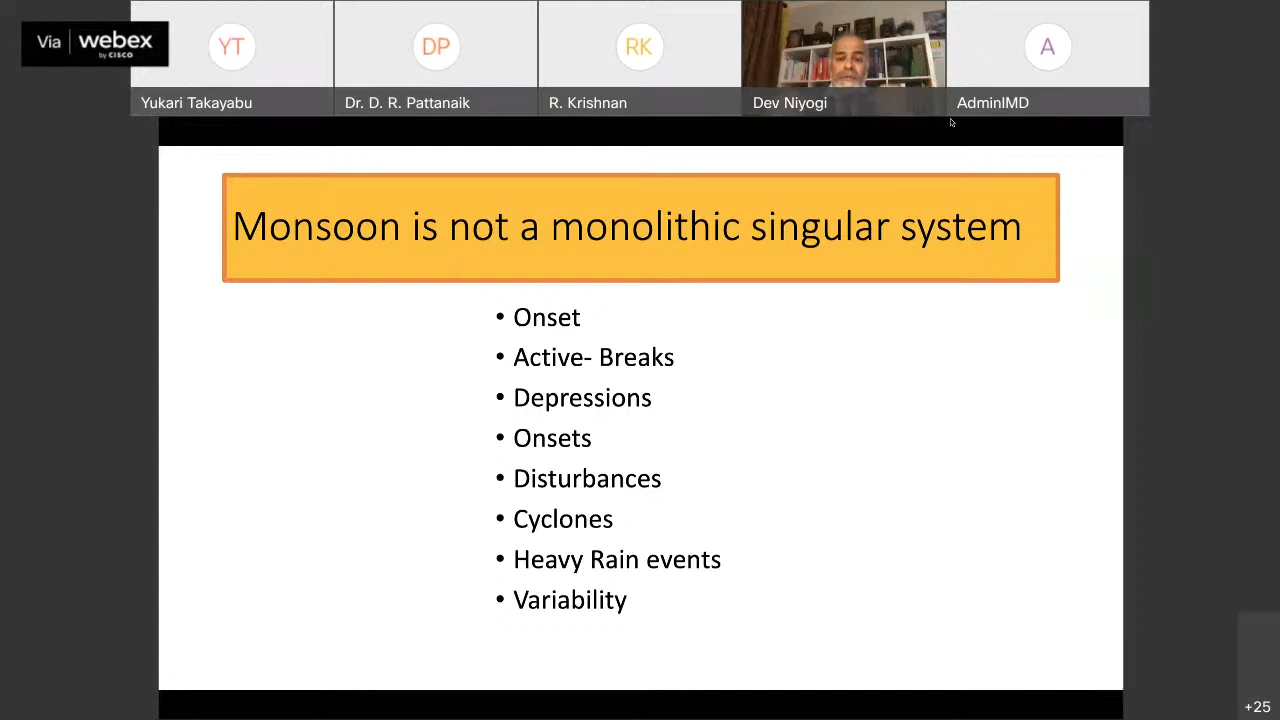 Via webex
by CISCO
YT
DP
RK
A
Yukari Takayabu
Dr. D. R. Pattanaik
R. Krishnan
Dev Niyogi
AdminIMD
Monsoon is not a monolithic singular system
• Onset
• Active- Breaks
• Depressions
• Onsets
• Disturbances
• Cyclones
• Heavy Rain events
• Variability
+25